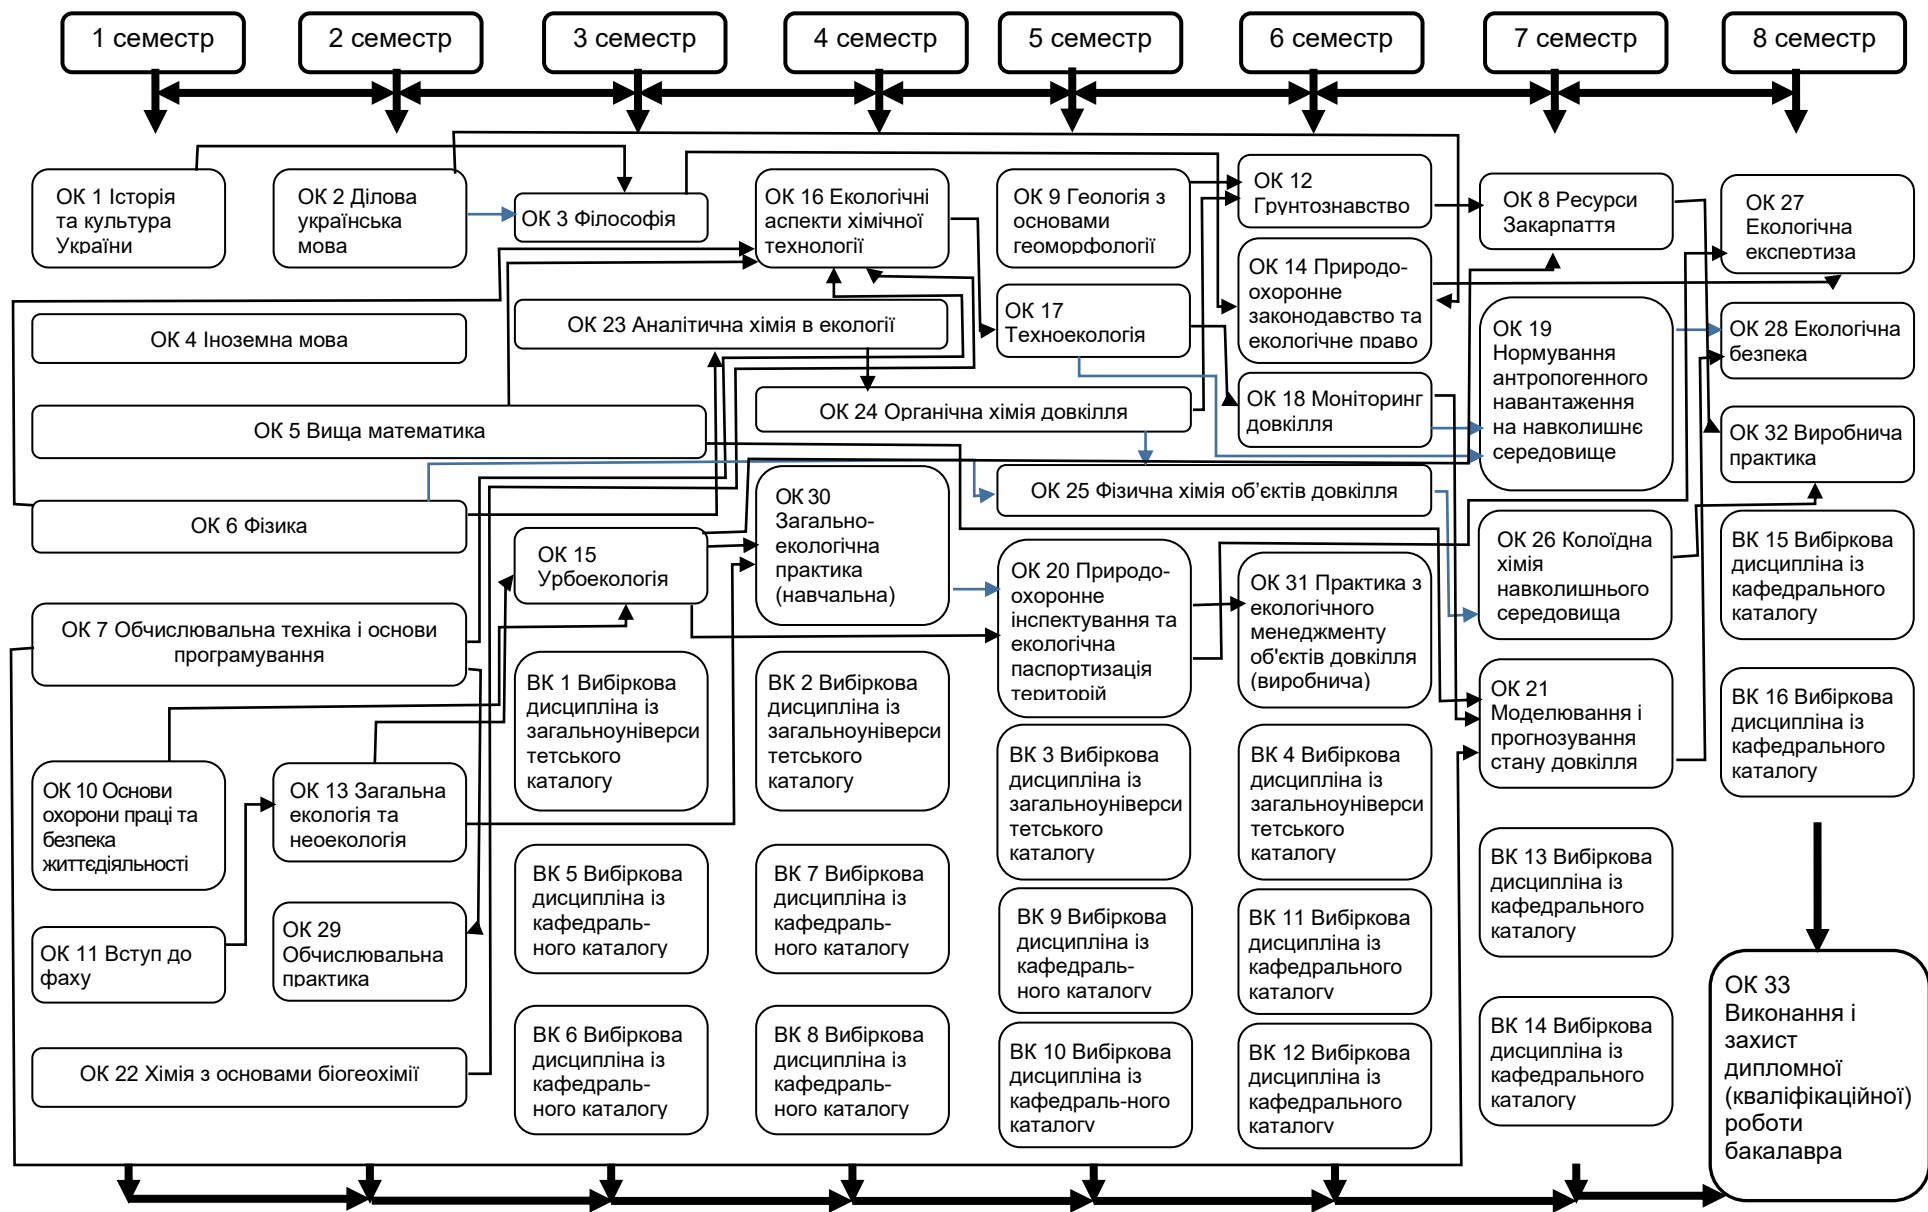 1 семестр
2 семестр
3 семестр
4 семестр
5 семестр
6 семестр
7 семестр
8 семестр
ОК 1 Історія
та культура
України
ОК 2 Ділова
українська
мова
ОК 3 Філософія
ОК 16 Екологічні
аспекти хімічної
технології
ОК 9 Геологія з
основами
геоморфології
ОК 12
Ґрунтознавство
ОК 8 Ресурси
Закарпаття
ОК 27
Екологічна
експертиза
ОК 14 Природо-
охоронне
законодавство та
екологічне право
ОК 4 Іноземна мова
ОК 23 Аналітична хімія в екології
ОК 17
Техноекологія
ОК 19
Нормування
антропогенного
навантаження
на навколишнє
середовище
ОК 28 Екологічна
безпека
ОК 5 Вища математика
ОК 24 Органічна хімія довкілля
ОК 18 Моніторинг
довкілля
ОК 32 Виробнича
практика
ОК 6 Фізика
ОК 30
Загально-
екологічна
практика
(навчальна)
ОК 25 Фізична хімія об’єктів довкілля
ОК 15
Урбоекологія
ОК 20 Природо-
охоронне
інспектування та
екологічна
паспортизація
територій
ОК 31 Практика з
екологічного
менеджменту
об'єктів довкілля
(виробнича)
ОК 26 Колоїдна
хімія
навколишнього
середовища
ВК 15 Вибіркова
дисципліна із
кафедрального
каталогу
ОК 7 Обчислювальна техніка і основи
програмування
ВК 1 Вибіркова
дисципліна із
загальноуніверси
тетського
каталогу
ВК 2 Вибіркова
дисципліна із
загальноуніверси
тетського
каталогу
ОК 21
Моделювання і
прогнозування
стану довкілля
ВК 16 Вибіркова
дисципліна із
кафедрального
каталогу
ОК 10 Основи
охорони праці та
безпека
життєдіяльності
ОК 13 Загальна
екологія та
неоекологія
ВК 3 Вибіркова
дисципліна із
загальноуніверси
тетського
каталогу
ВК 4 Вибіркова
дисципліна із
загальноуніверси
тетського
каталогу
ВК 5 Вибіркова
дисципліна із
кафедраль-
ного каталогу
ВК 7 Вибіркова
дисципліна із
кафедраль-
ного каталогу
ВК 13 Вибіркова
дисципліна із
кафедрального
каталогу
ОК 11 Вступ до
фаху
ОК 29
Обчислювальна
практика
ВК 9 Вибіркова
дисципліна із
кафедраль-
ного каталогу
ВК 11 Вибіркова
дисципліна із
кафедрального
каталогу
ОК 33
Виконання і
захист
дипломної
(кваліфікаційної)
роботи
бакалавра
ОК 22 Хімія з основами біогеохімії
ВК 6 Вибіркова
дисципліна із
кафедраль-
ного каталогу
ВК 8 Вибіркова
дисципліна із
кафедраль-
ного каталогу
ВК 10 Вибіркова
дисципліна із
кафедраль-ного
каталогу
ВК 12 Вибіркова
дисципліна із
кафедрального
каталогу
ВК 14 Вибіркова
дисципліна із
кафедрального
каталогу